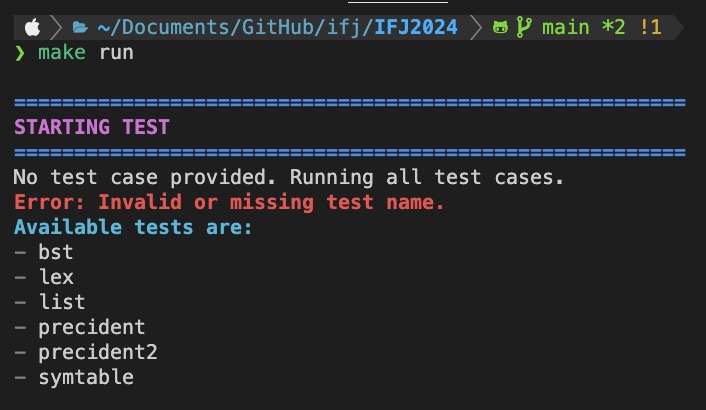 ~/Documents/GitHub/ifj/IFJ2024 main *2 !1
❯ make run
========================================================
STARTING TEST
========================================================
No test case provided. Running all test cases.
Error: Invalid or missing test name.
Available tests are:
- bst
- lex
- list
- precident
- precident2
- symtable